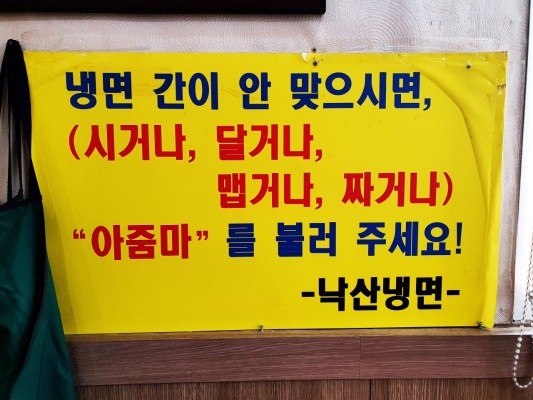 냉면 간이 안 맞으시면,
(시거나, 달거나,
맵거나, 짜거나)
“아줌마” 를 불러 주세요!
-낙산냉면-